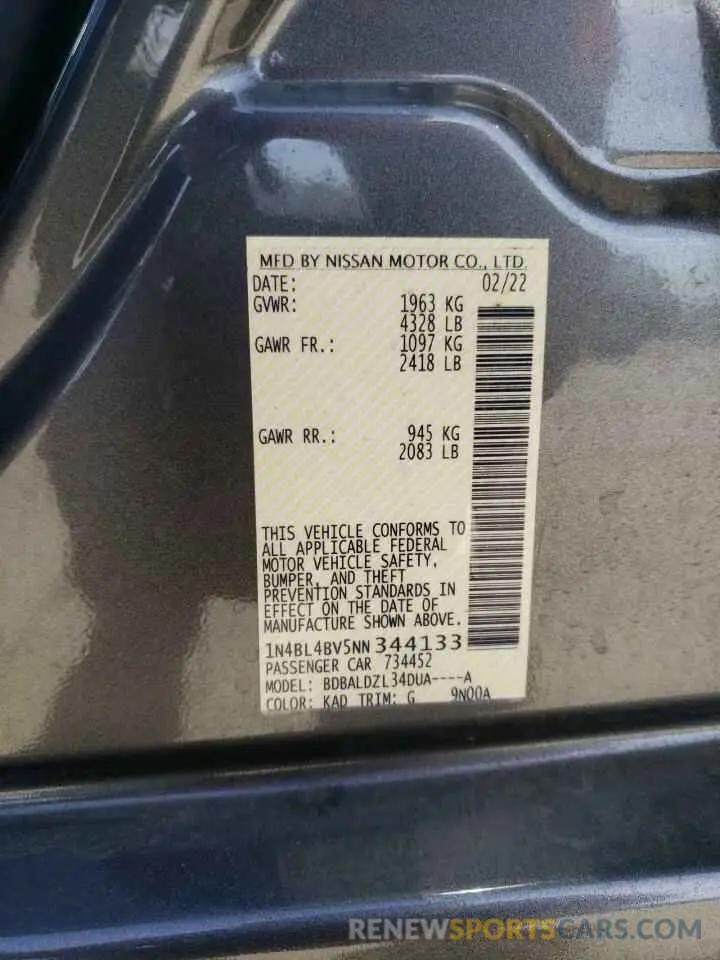 MFD BY NISSAN MOTOR CO., LTD.
DATE: 02/22
GVWR: 1963 KG
4328 LB
GAWR FR.: 1097 KG
2418 LB
GAWR RR.: 945 KG
2083 LB
THIS VEHICLE CONFORMS TO
ALL APPLICABLE FEDERAL
MOTOR VEHICLE SAFETY,
BUMPER, AND THEFT
PREVENTION STANDARDS IN
EFFECT ON THE DATE OF
MANUFACTURE SHOWN ABOVE.
1N4BL4BV5NN344133
PASSENGER CAR 734452
MODEL: BDBALDZL34DUA----A
COLOR: KAD TRIM: G 9N00A
RENEWSPORTSCARS.COM